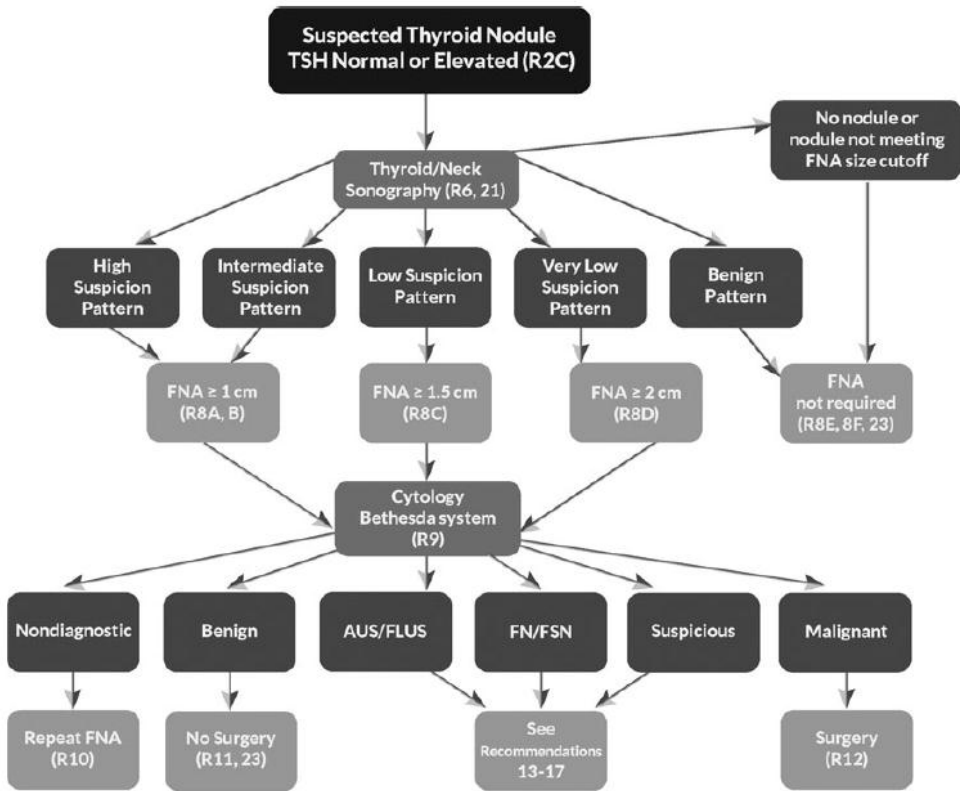 Suspected Thyroid Nodule
TSH Normal or Elevated (R2C)
No nodule or
nodule not meeting
FNA size cutoff
Thyroid/Neck
Sonography (R6, 21)
High
Suspicion
Pattern
Intermediate
Suspicion
Pattern
Low Suspicion
Pattern
Very Low
Suspicion
Pattern
Benign
Pattern
FNA ≥ 1 cm
(R8A, B)
FNA ≥ 1.5 cm
(R8C)
FNA ≥ 2 cm
(R8D)
FNA
not required
(R8E, 8F, 23)
Cytology
Bethesda system
(R9)
Nondiagnostic
Benign
AUS/FLUS
FN/FSN
Suspicious
Malignant
Repeat FNA
(R10)
No Surgery
(R11, 23)
See
Recommendations
13-17
Surgery
(R12)